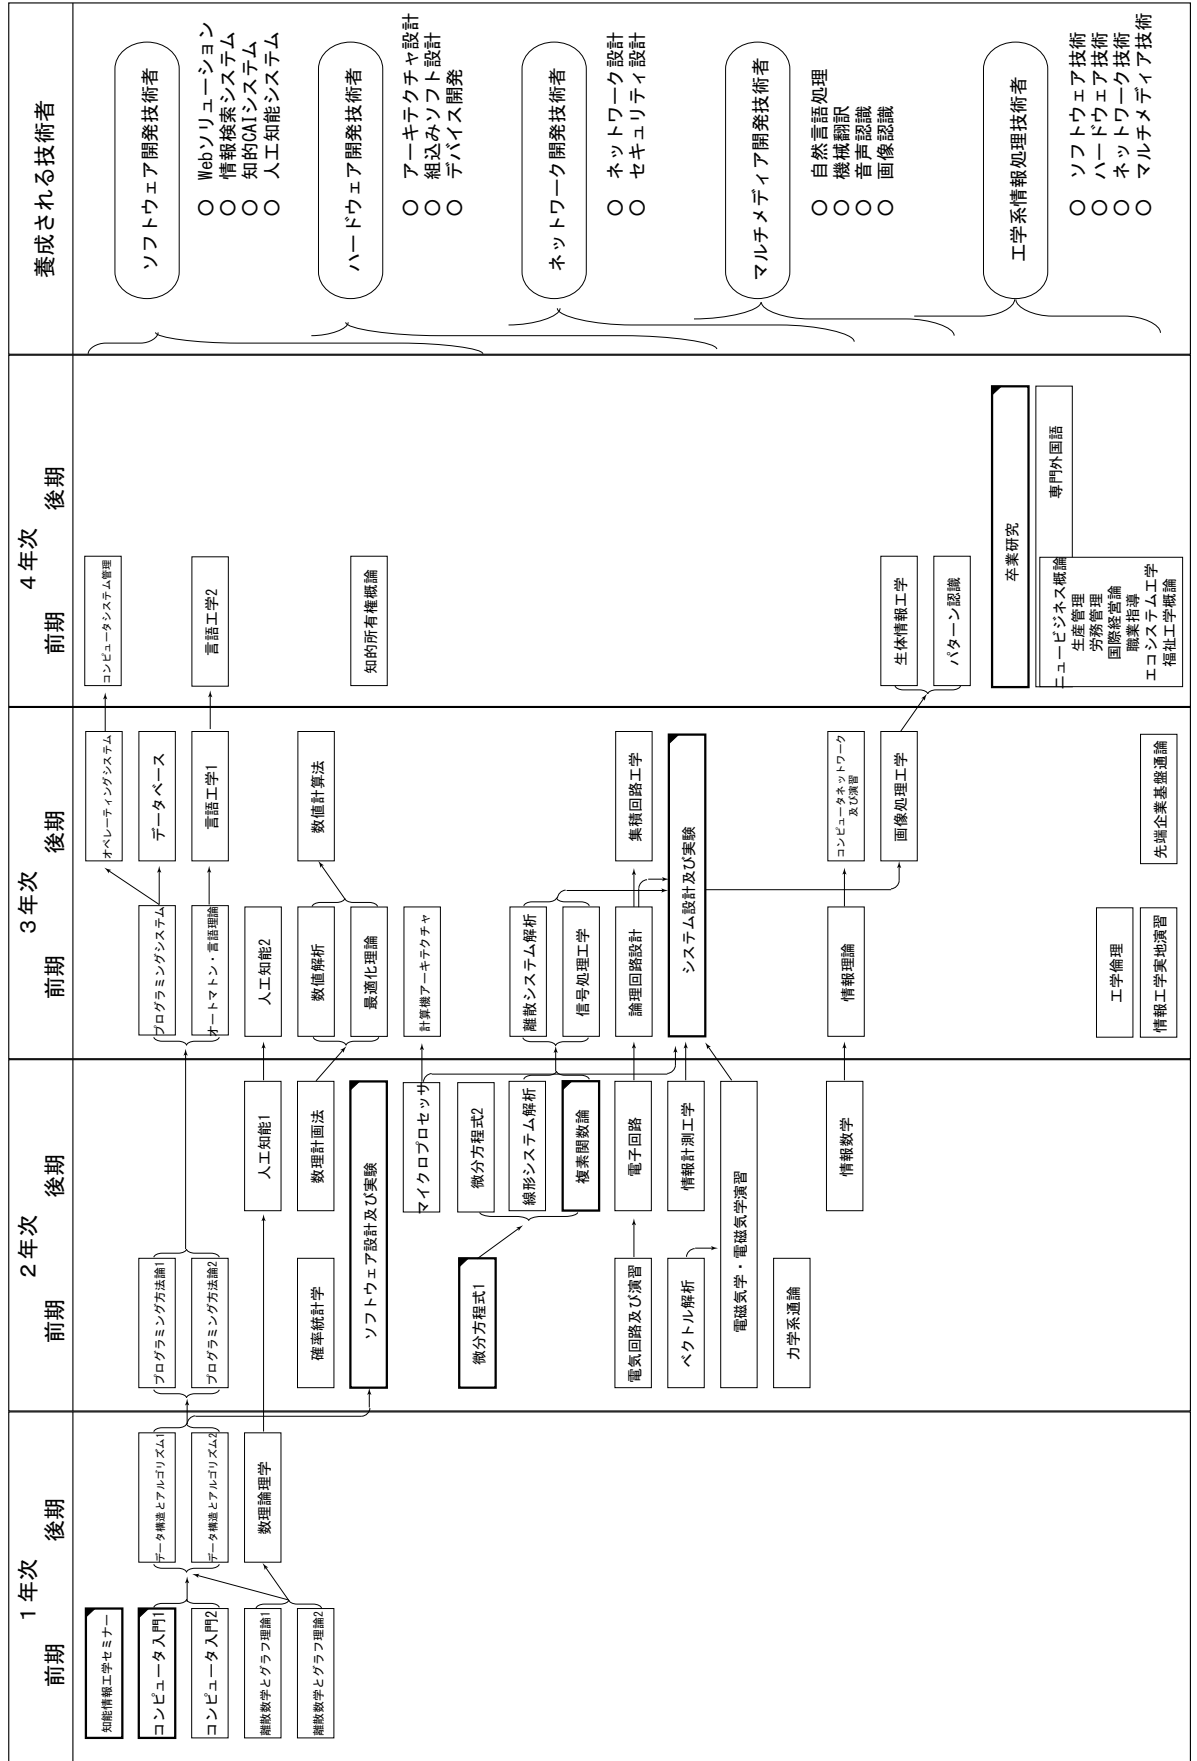 1年次
前期
後期
2年次
前期
後期
3年次
前期
後期
4年次
前期
後期
養成される技術者
知能情報工学セミナー
コンピュータ入門1
コンピュータ入門2
離散数学とグラフ理論1
離散数学とグラフ理論2
データ構造とアルゴリズム1
データ構造とアルゴリズム2
数理論理学
プログラミング方法論1
プログラミング方法論2
確率統計学
ソフトウェア設計及び実験
微分方程式1
電気回路及び演習
ベクトル解析
電磁気学・電磁気学演習
力学系通論
人工知能1
数理計画法
マイクロプロセッサ
微分方程式2
線形システム解析
複素関数論
電子回路
情報計測工学
情報数学
プログラミングシステム
オートマトン・言語理論
人工知能2
数値解析
最適化理論
計算機アーキテクチャ
離散システム解析
信号処理工学
論理回路設計
システム設計及び実験
情報理論
工学倫理
情報工学実地演習
オペレーティングシステム
データベース
言語工学1
数値計算法
集積回路工学
コンピュータネットワーク
及び演習
画像処理工学
先端企業基盤通論
コンピュータシステム管理
言語工学2
知的所有権概論
生体情報工学
パターン認識
卒業研究
専門外国語
ニュービジネス概論
生産管理
労務管理
国際経営論
職業指導
エコシステム工学
福祉工学概論
ソフトウェア開発技術者
○ Webソリューション
○ 情報検索システム
○ 知的CAIシステム
○ 人工知能システム
ハードウェア開発技術者
○ アーキテクチャ設計
○ 組込みソフト設計
○ デバイス開発
ネットワーク開発技術者
○ ネットワーク設計
○ セキュリティ設計
マルチメディア開発技術者
○ 自然言語処理
○ 機械翻訳
○ 音声認識
○ 画像認識
工学系情報処理技術者
○ ソフトウェア技術
○ ハードウェア技術
○ ネットワーク技術
○ マルチメディア技術